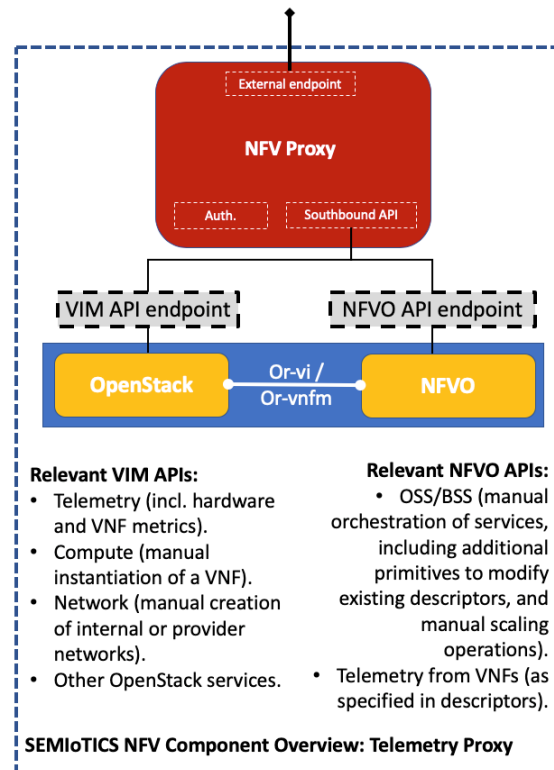 External endpoint
NFV Proxy
Auth.
Southbound API
VIM API endpoint
NFVO API endpoint
OpenStack
Or-vi /
Or-vnfm
NFVO
Relevant VIM APIs:
• Telemetry (incl. hardware
and VNF metrics).
• Compute (manual
instantiation of a VNF).
• Network (manual creation
of internal or provider
networks).
• Other OpenStack services.
Relevant NFVO APIs:
• OSS/BSS (manual
orchestration of services,
including additional
primitives to modify
existing descriptors, and
manual scaling
operations).
• Telemetry from VNFs (as
specified in descriptors).
SEMIoTICS NFV Component Overview: Telemetry Proxy